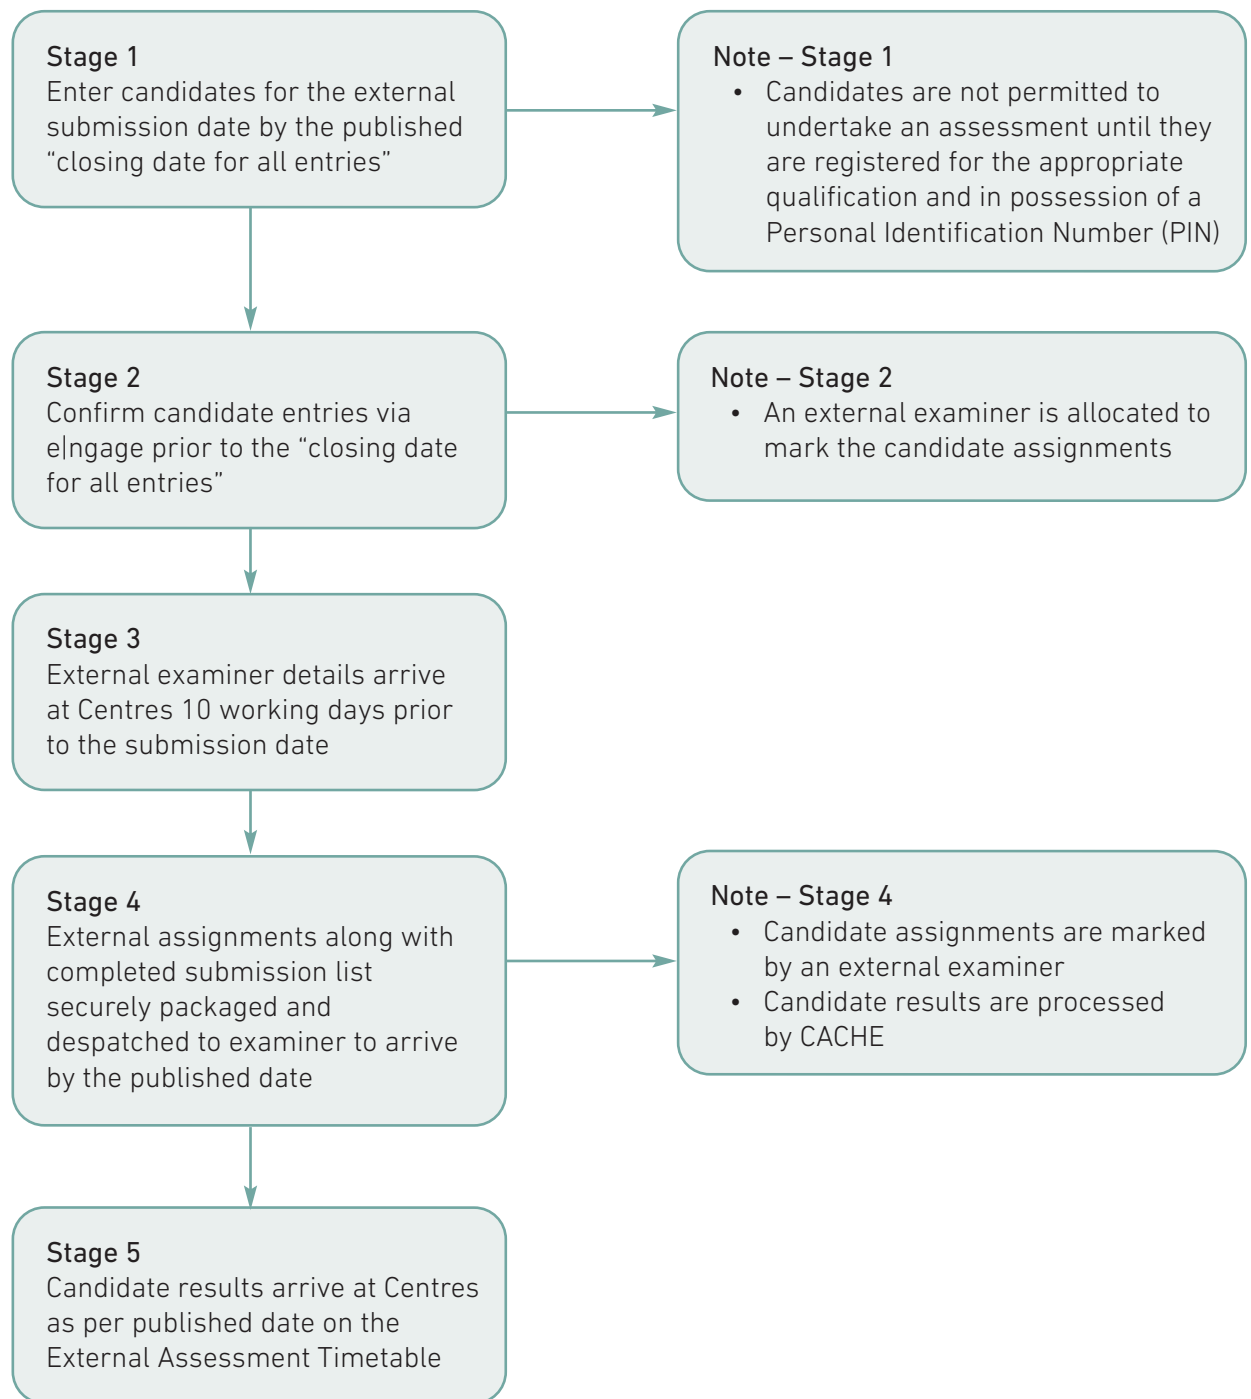 Stage 1
Enter candidates for the external
submission date by the published
“closing date for all entries”
Note – Stage 1
• Candidates are not permitted to
undertake an assessment until they
are registered for the appropriate
qualification and in possession of a
Personal Identification Number (PIN)
Stage 2
Confirm candidate entries via
e|ngage prior to the “closing date
for all entries”
Note – Stage 2
• An external examiner is allocated to
mark the candidate assignments
Stage 3
External examiner details arrive
at Centres 10 working days prior
to the submission date
Stage 4
External assignments along with
completed submission list
securely packaged and
despatched to examiner to arrive
by the published date
Note – Stage 4
• Candidate assignments are marked
by an external examiner
• Candidate results are processed
by CACHE
Stage 5
Candidate results arrive at Centres
as per published date on the
External Assessment Timetable